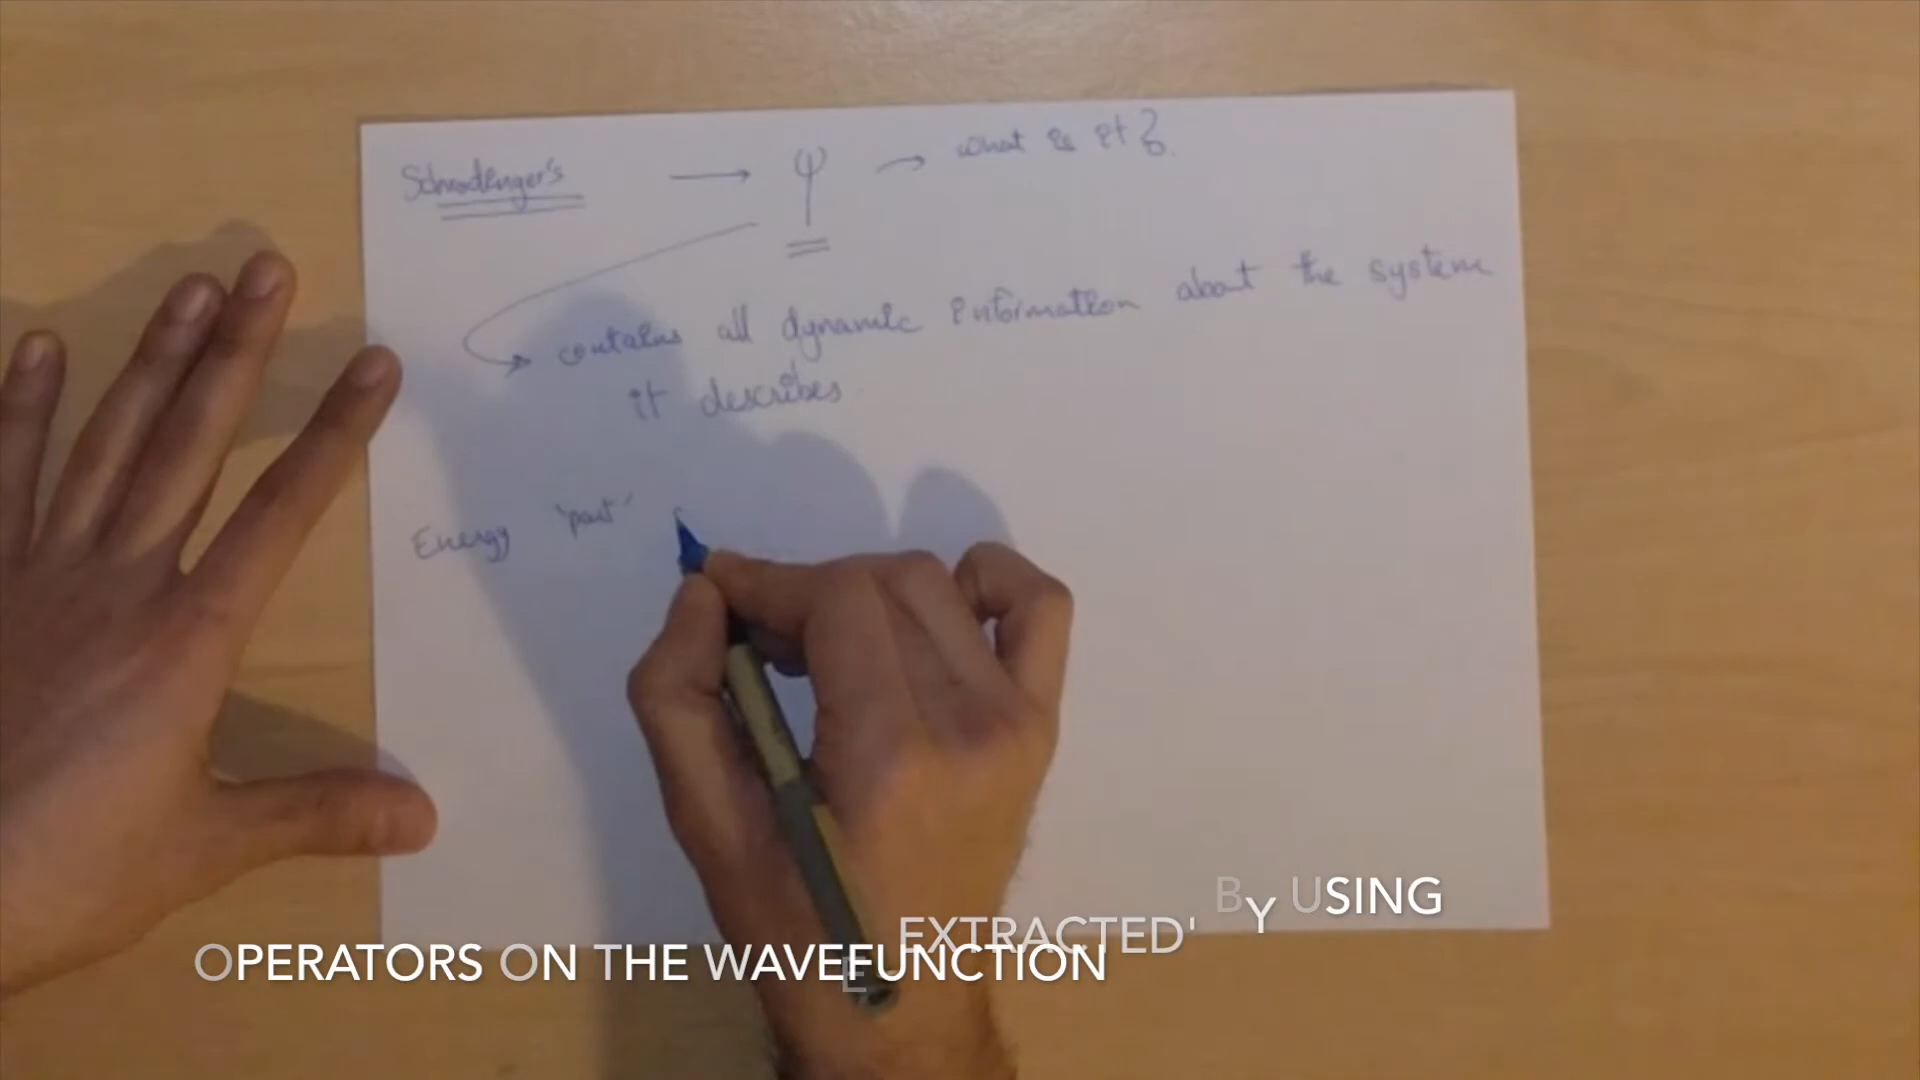 Schrodinger's → ψ → what is it?
contains all dynamic information about the system
it describes
Energy 'part'
EXTRACTED' BY USING
OPERATORS ON THE WAVEFUNCTION